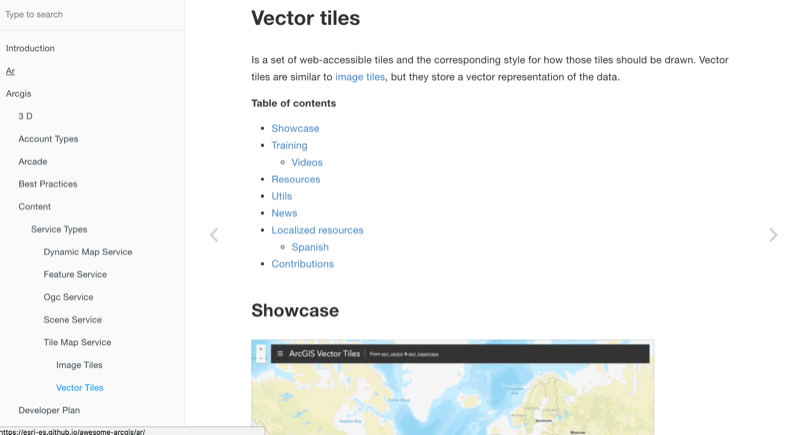 Type to search
Introduction
Ar
Arcgis
3 D
Account Types
Arcade
Best Practices
Content
Service Types
Dynamic Map Service
Feature Service
Ogc Service
Scene Service
Tile Map Service
Image Tiles
Vector Tiles
Developer Plan
https://esri-es.github.io/awesome-arcgis/ar/
Vector tiles
Is a set of web-accessible tiles and the corresponding style for how those tiles should be drawn. Vector
tiles are similar to image tiles, but they store a vector representation of the data.
Table of contents
Showcase
Training
Videos
Resources
Utils
News
Localized resources
Spanish
Contributions
Showcase
ArcGIS Vector Tiles From esri_vector & esri_basemaps
Moscow